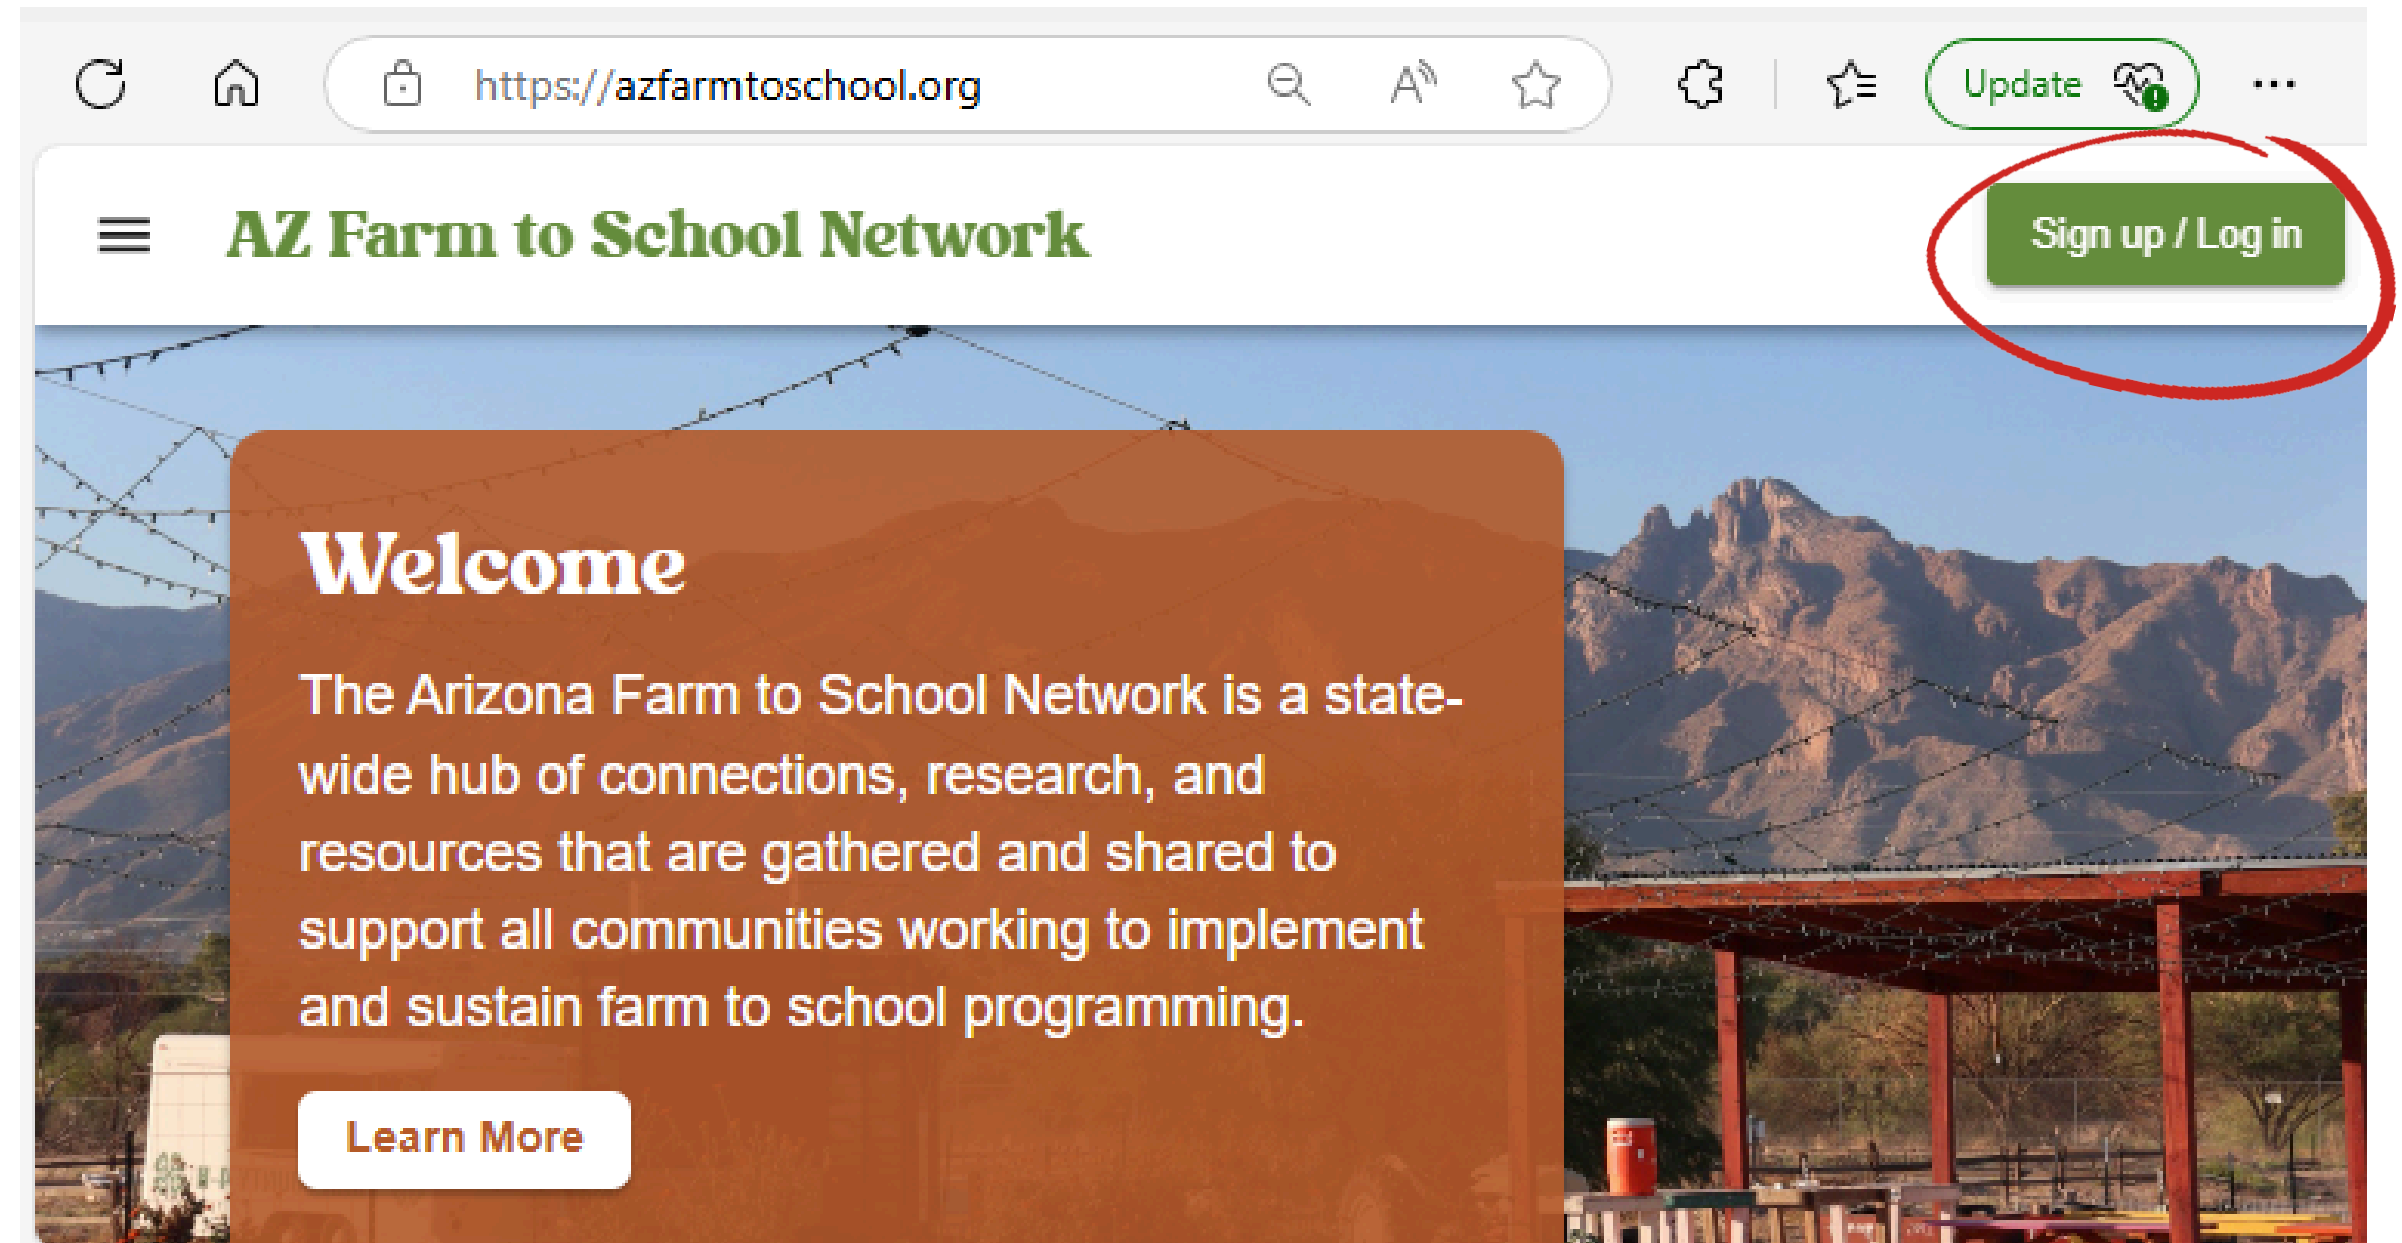 https://azfarmtoschool.org
Update
AZ Farm to School Network
Sign up / Log in
Welcome
The Arizona Farm to School Network is a state-
wide hub of connections, research, and
resources that are gathered and shared to
support all communities working to implement
and sustain farm to school programming.
Learn More